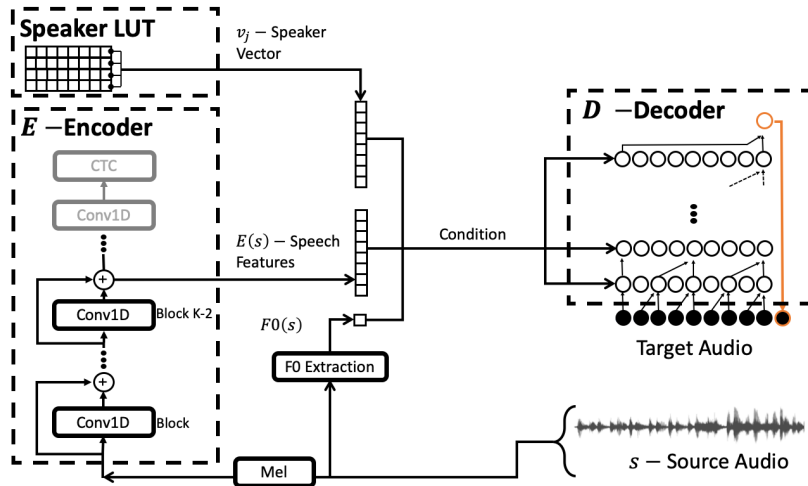 Speaker LUT
v_j – Speaker
Vector
E –Encoder
CTC
Conv1D
E(s) – Speech
Features
+
Conv1D
Block K-2
F0(s)
F0 Extraction
+
Conv1D
Block
Mel
Condition
D –Decoder
Target Audio
s – Source Audio